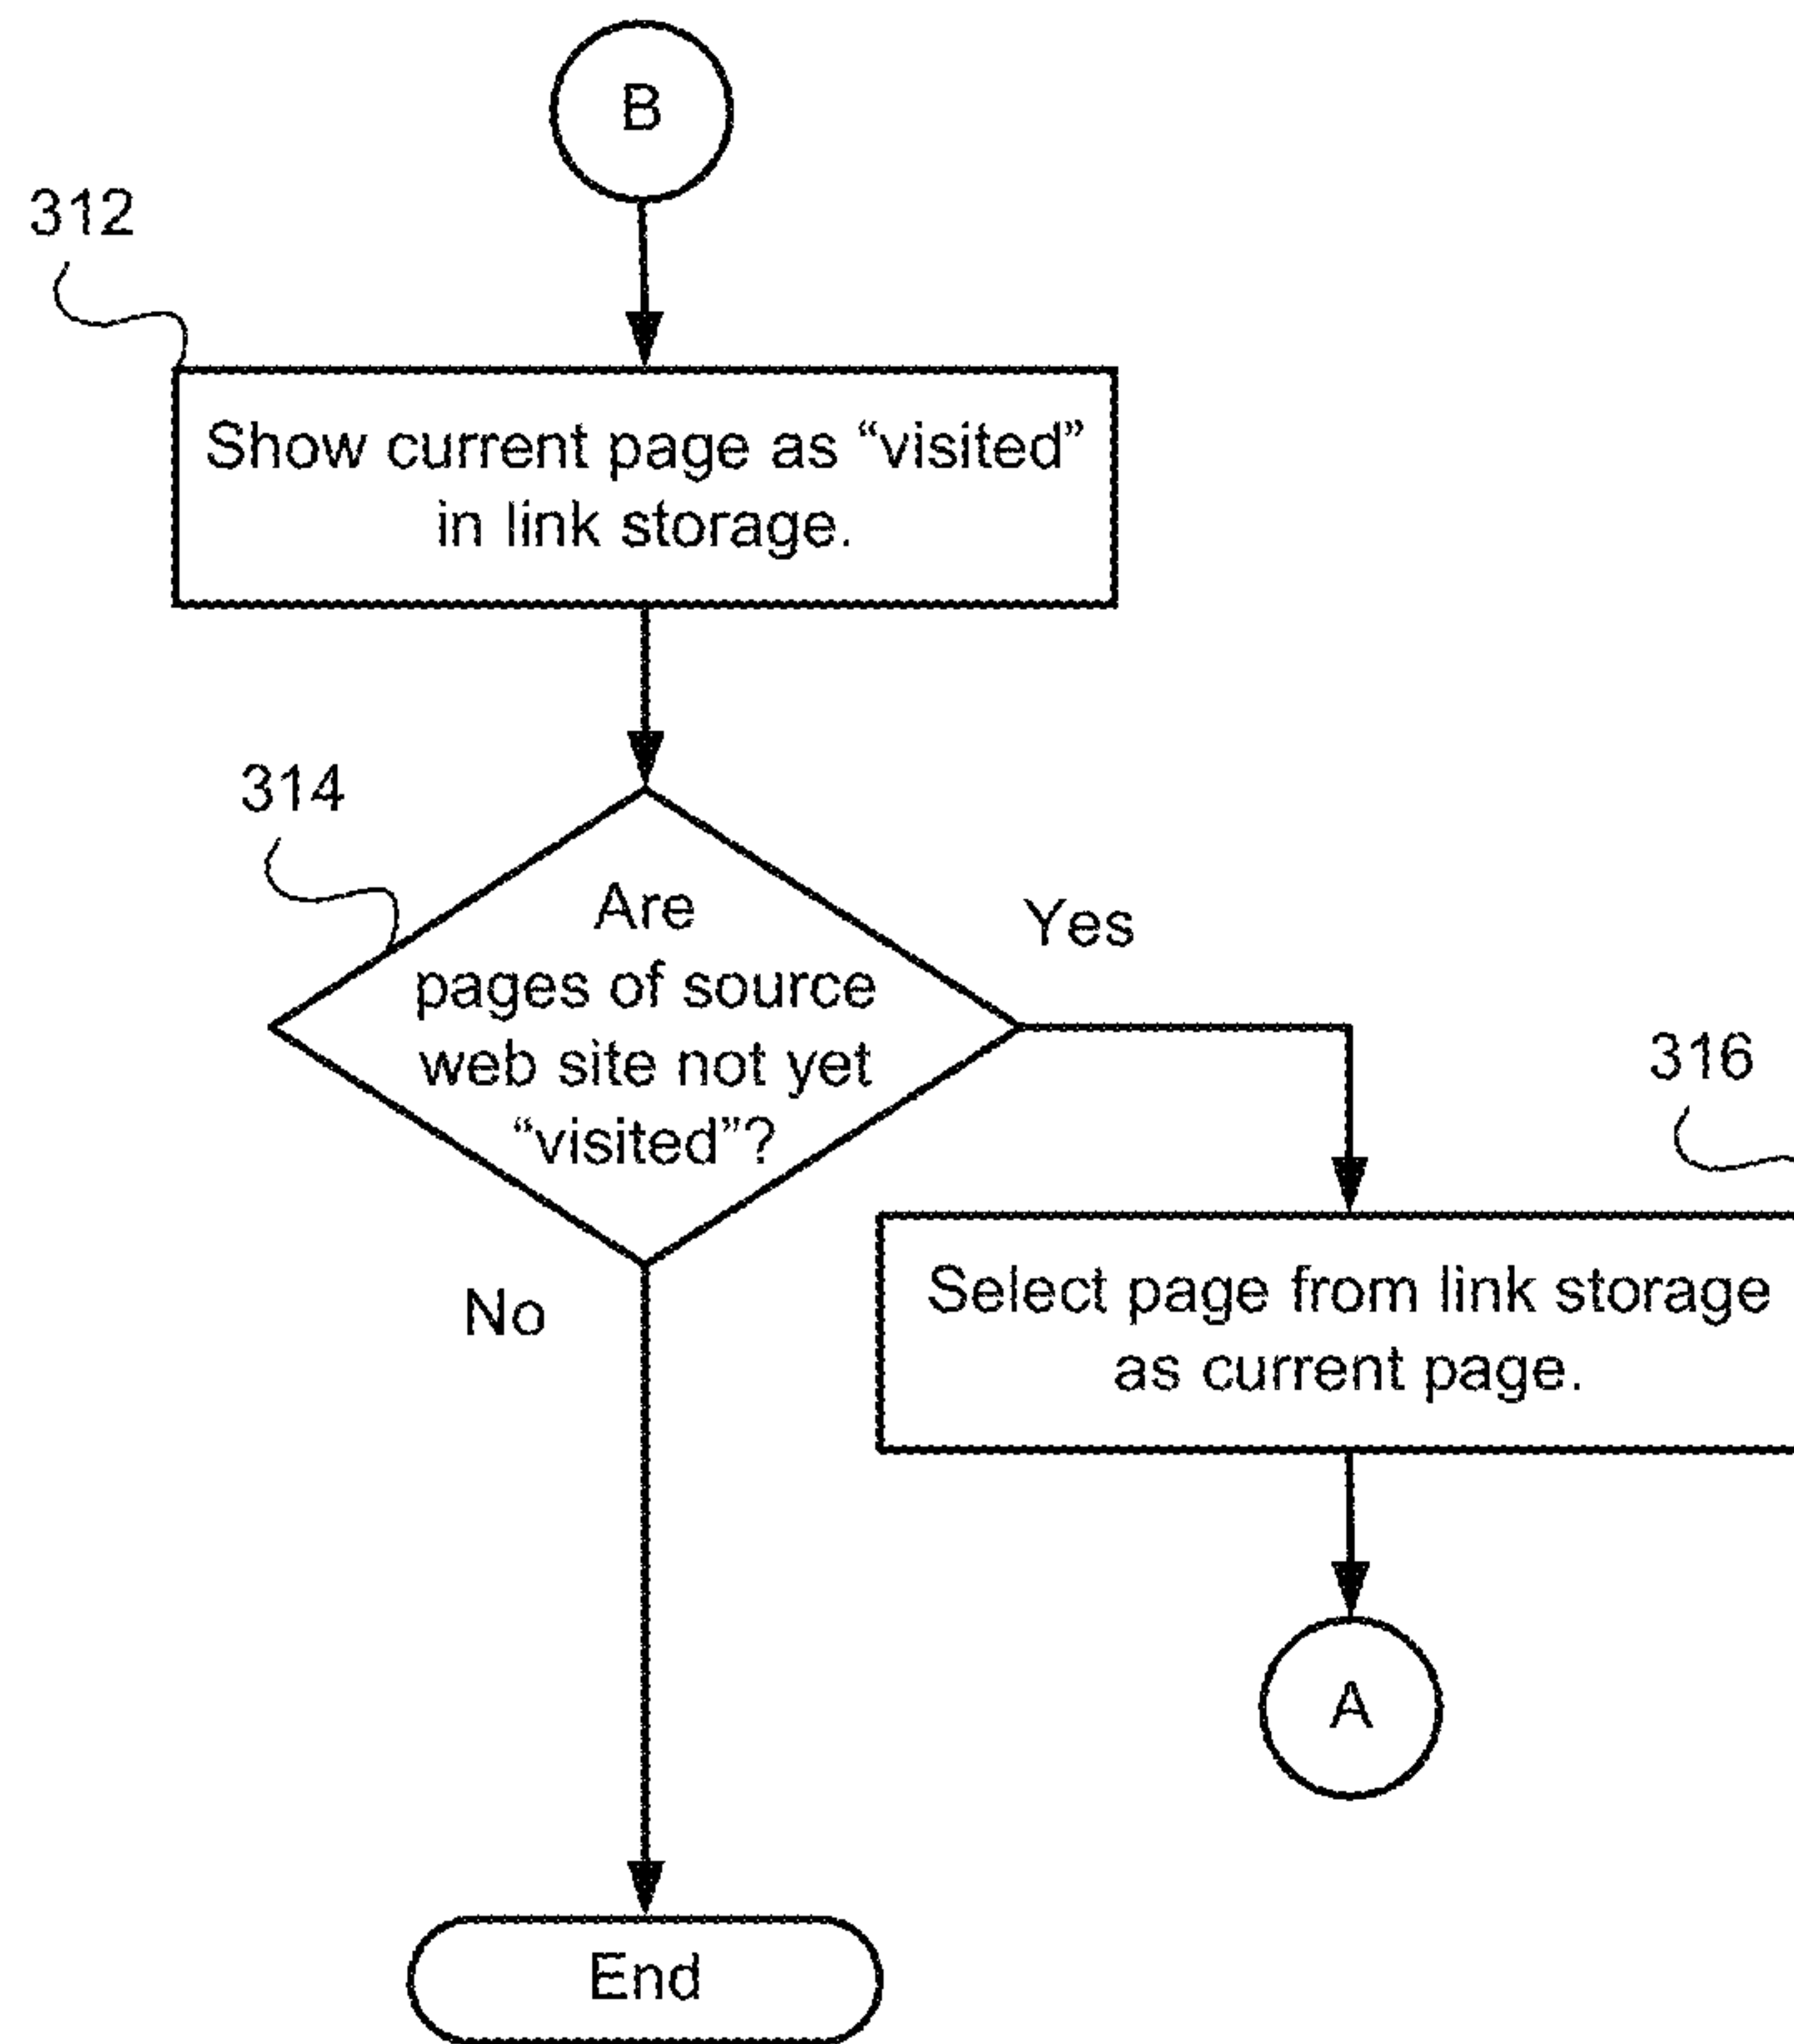 B
312
Show current page as “visited”
in link storage.
314
Are
pages of source
web site not yet
“visited”?
Yes
No
316
Select page from link storage
as current page.
A
End